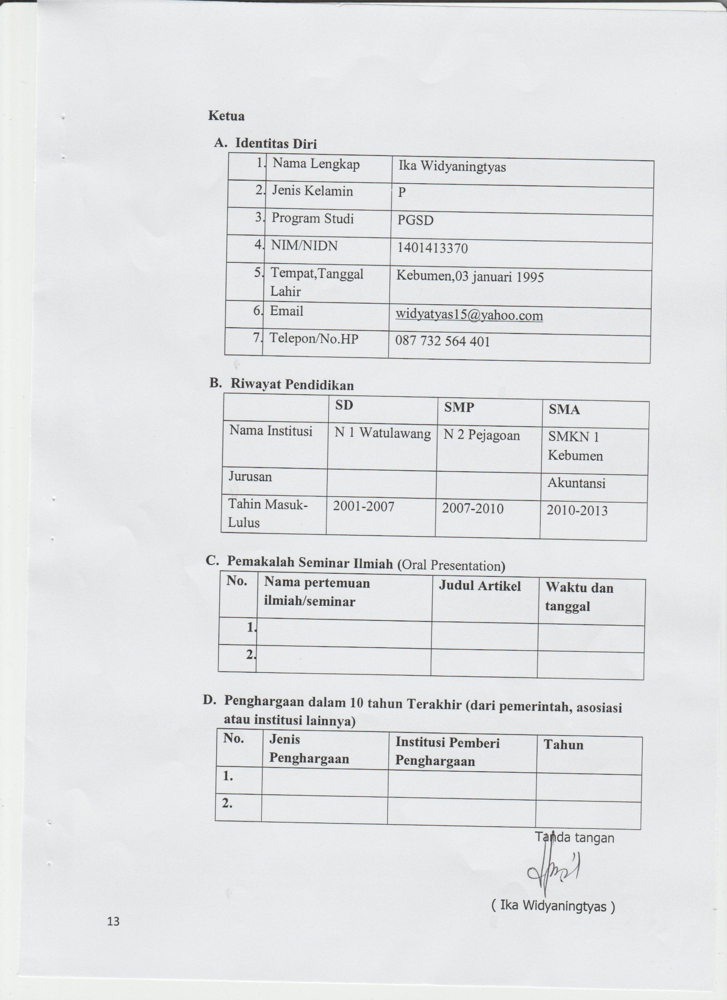 Ketua
A. Identitas Diri
1. Nama Lengkap Ika Widyaningtyas
2. Jenis Kelamin P
3. Program Studi PGSD
4. NIM/NIDN 1401413370
5. Tempat,Tanggal Kebumen,03 januari 1995
Lahir
6. Email widyatyas15@yahoo.com
7. Telepon/No.HP 087 732 564 401
B. Riwayat Pendidikan
SD SMP SMA
Nama Institusi N 1 Watulawang N 2 Pejagoan SMKN 1
Kebumen
Jurusan Akuntansi
Tahin Masuk- 2001-2007 2007-2010 2010-2013
Lulus
C. Pemakalah Seminar Ilmiah (Oral Presentation)
No. Nama pertemuan Judul Artikel Waktu dan
ilmiah/seminar tanggal
1.
2.
D. Penghargaan dalam 10 tahun Terakhir (dari pemerintah, asosiasi
atau institusi lainnya)
No. Jenis Institusi Pemberi Tahun
Penghargaan Penghargaan
1.
2.
Tanda tangan
( Ika Widyaningtyas )
13